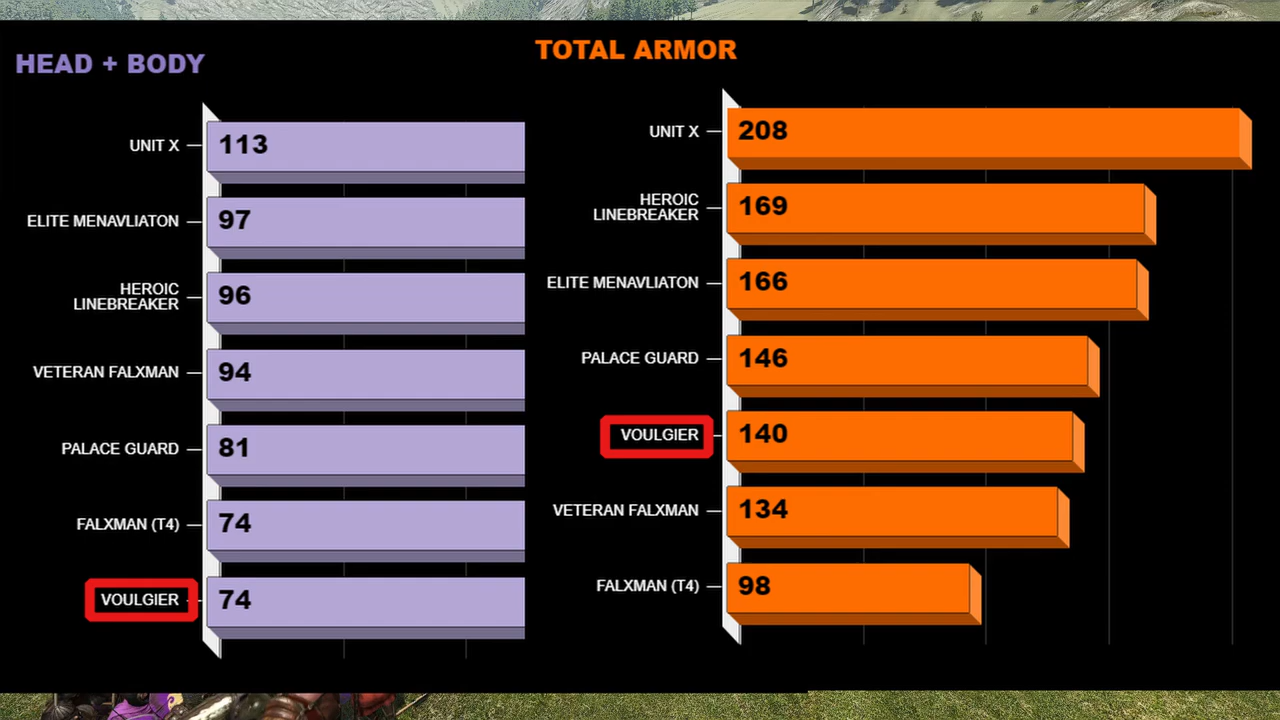 HEAD + BODY
UNIT X
113
ELITE MENAVLIATON
97
HEROIC
LINEBREAKER
96
VETERAN FALXMAN
94
PALACE GUARD
81
FALXMAN (T4)
74
VOULGIER
74
TOTAL ARMOR
UNIT X
208
HEROIC
LINEBREAKER
169
ELITE MENAVLIATON
166
PALACE GUARD
146
VOULGIER
140
VETERAN FALXMAN
134
FALXMAN (T4)
98